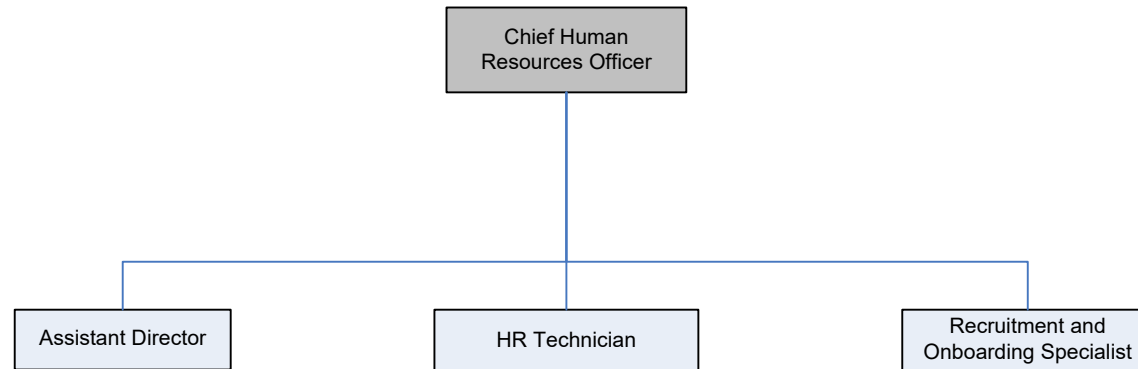 Chief Human
Resources Officer
Assistant Director
HR Technician
Recruitment and
Onboarding Specialist